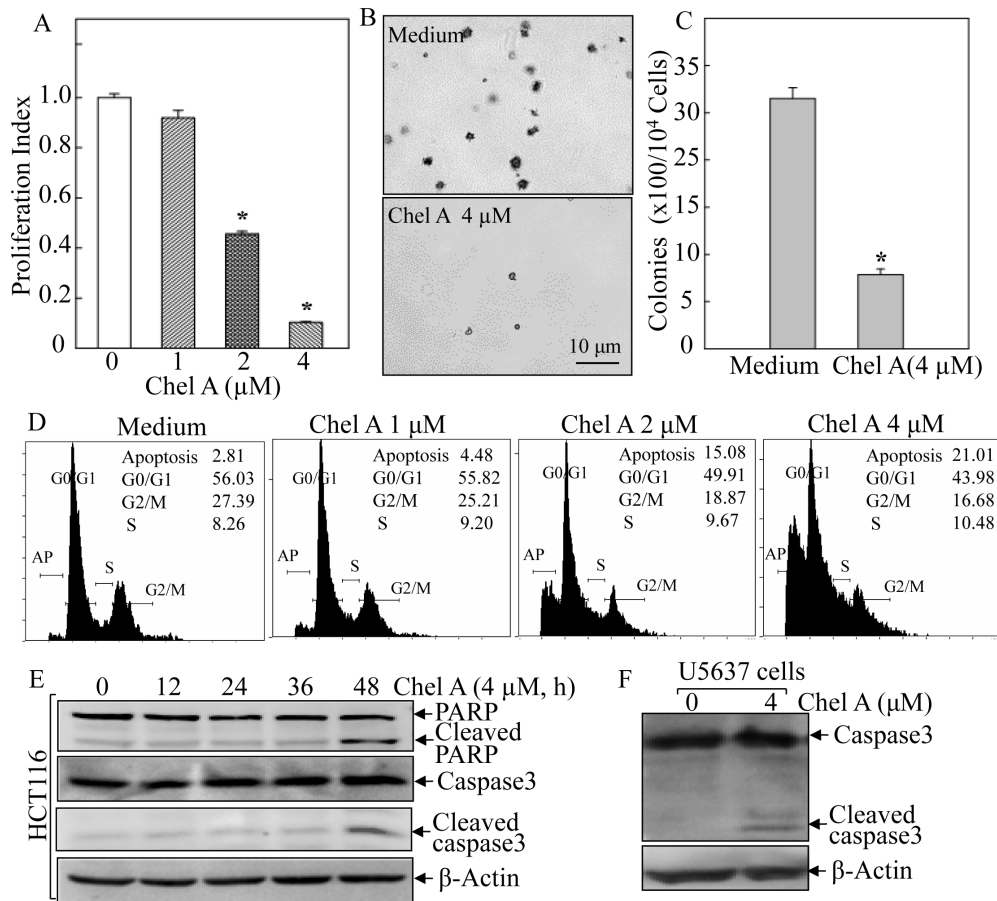 A
Proliferation Index
1.0
0.8
0.6
0.4
0.2
0
*
*
0 1 2 4
Chel A (μM)
B
Medium
Chel A 4 μM
10 μm
C
Colonies (x100/10⁴ Cells)
35
31
32
17
10
5
0
*
Medium Chel A(4 μM)
D
Medium
Apoptosis 2.81
G0/G1 56.03
G2/M 27.39
S 8.26
G0/G1
AP
S
G2/M
Chel A 1 μM
Apoptosis 4.48
G0/G1 55.82
G2/M 25.21
S 9.20
G0/G1
AP
S
G2/M
Chel A 2 μM
Apoptosis 15.08
G0/G1 49.91
G2/M 18.87
S 9.67
G0/G1
AP
S
G2/M
Chel A 4 μM
Apoptosis 21.01
G0/G1 43.98
G2/M 16.68
S 10.48
G0/G1
AP
S
G2/M
E
0 12 24 36 48 Chel A (4 μM, h)
HCT116
PARP
Cleaved
PARP
Caspase3
Cleaved
caspase3
β-Actin
F
U5637 cells
0 4 Chel A (μM)
Caspase3
Cleaved
caspase3
β-Actin